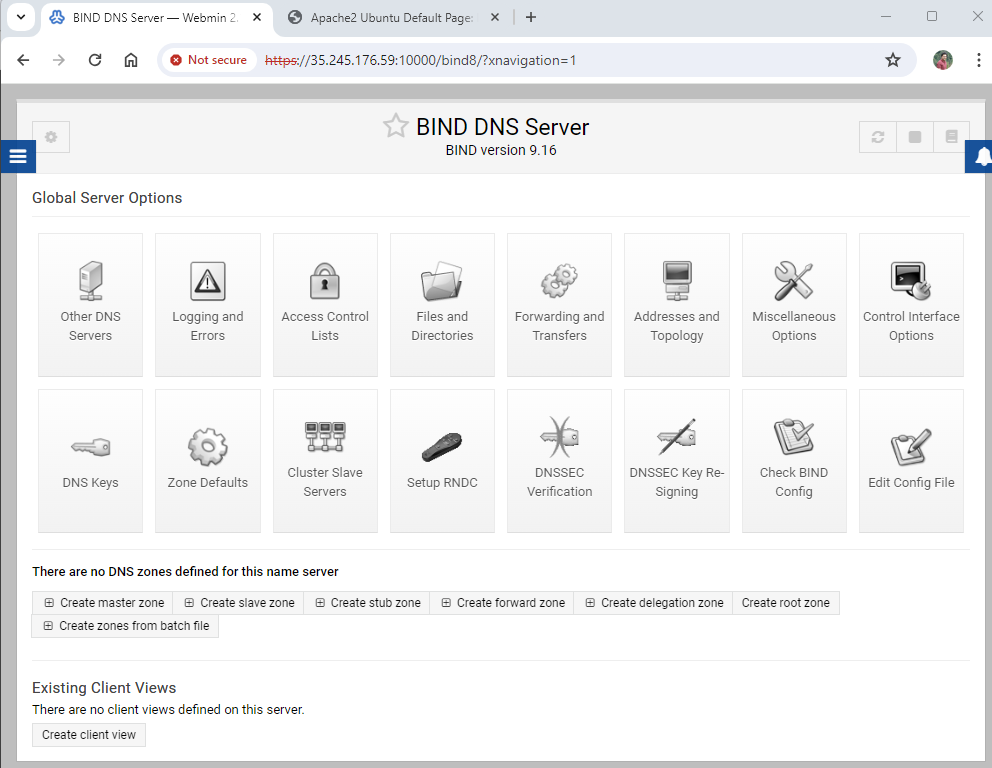 BIND DNS Server — Webmin 2.
Apache2 Ubuntu Default Page:
Not secure
https://35.245.176.59:10000/bind8/?xnavigation=1
BIND DNS Server
BIND version 9.16
Global Server Options
Other DNS
Servers
Logging and
Errors
Access Control
Lists
Files and
Directories
Forwarding and
Transfers
Addresses and
Topology
Miscellaneous
Options
Control Interface
Options
DNS Keys
Zone Defaults
Cluster Slave
Servers
Setup RNDC
DNSSEC
Verification
DNSSEC Key Re-
Signing
Check BIND
Config
Edit Config File
There are no DNS zones defined for this name server
Create master zone
Create slave zone
Create stub zone
Create forward zone
Create delegation zone
Create root zone
Create zones from batch file
Existing Client Views
There are no client views defined on this server.
Create client view